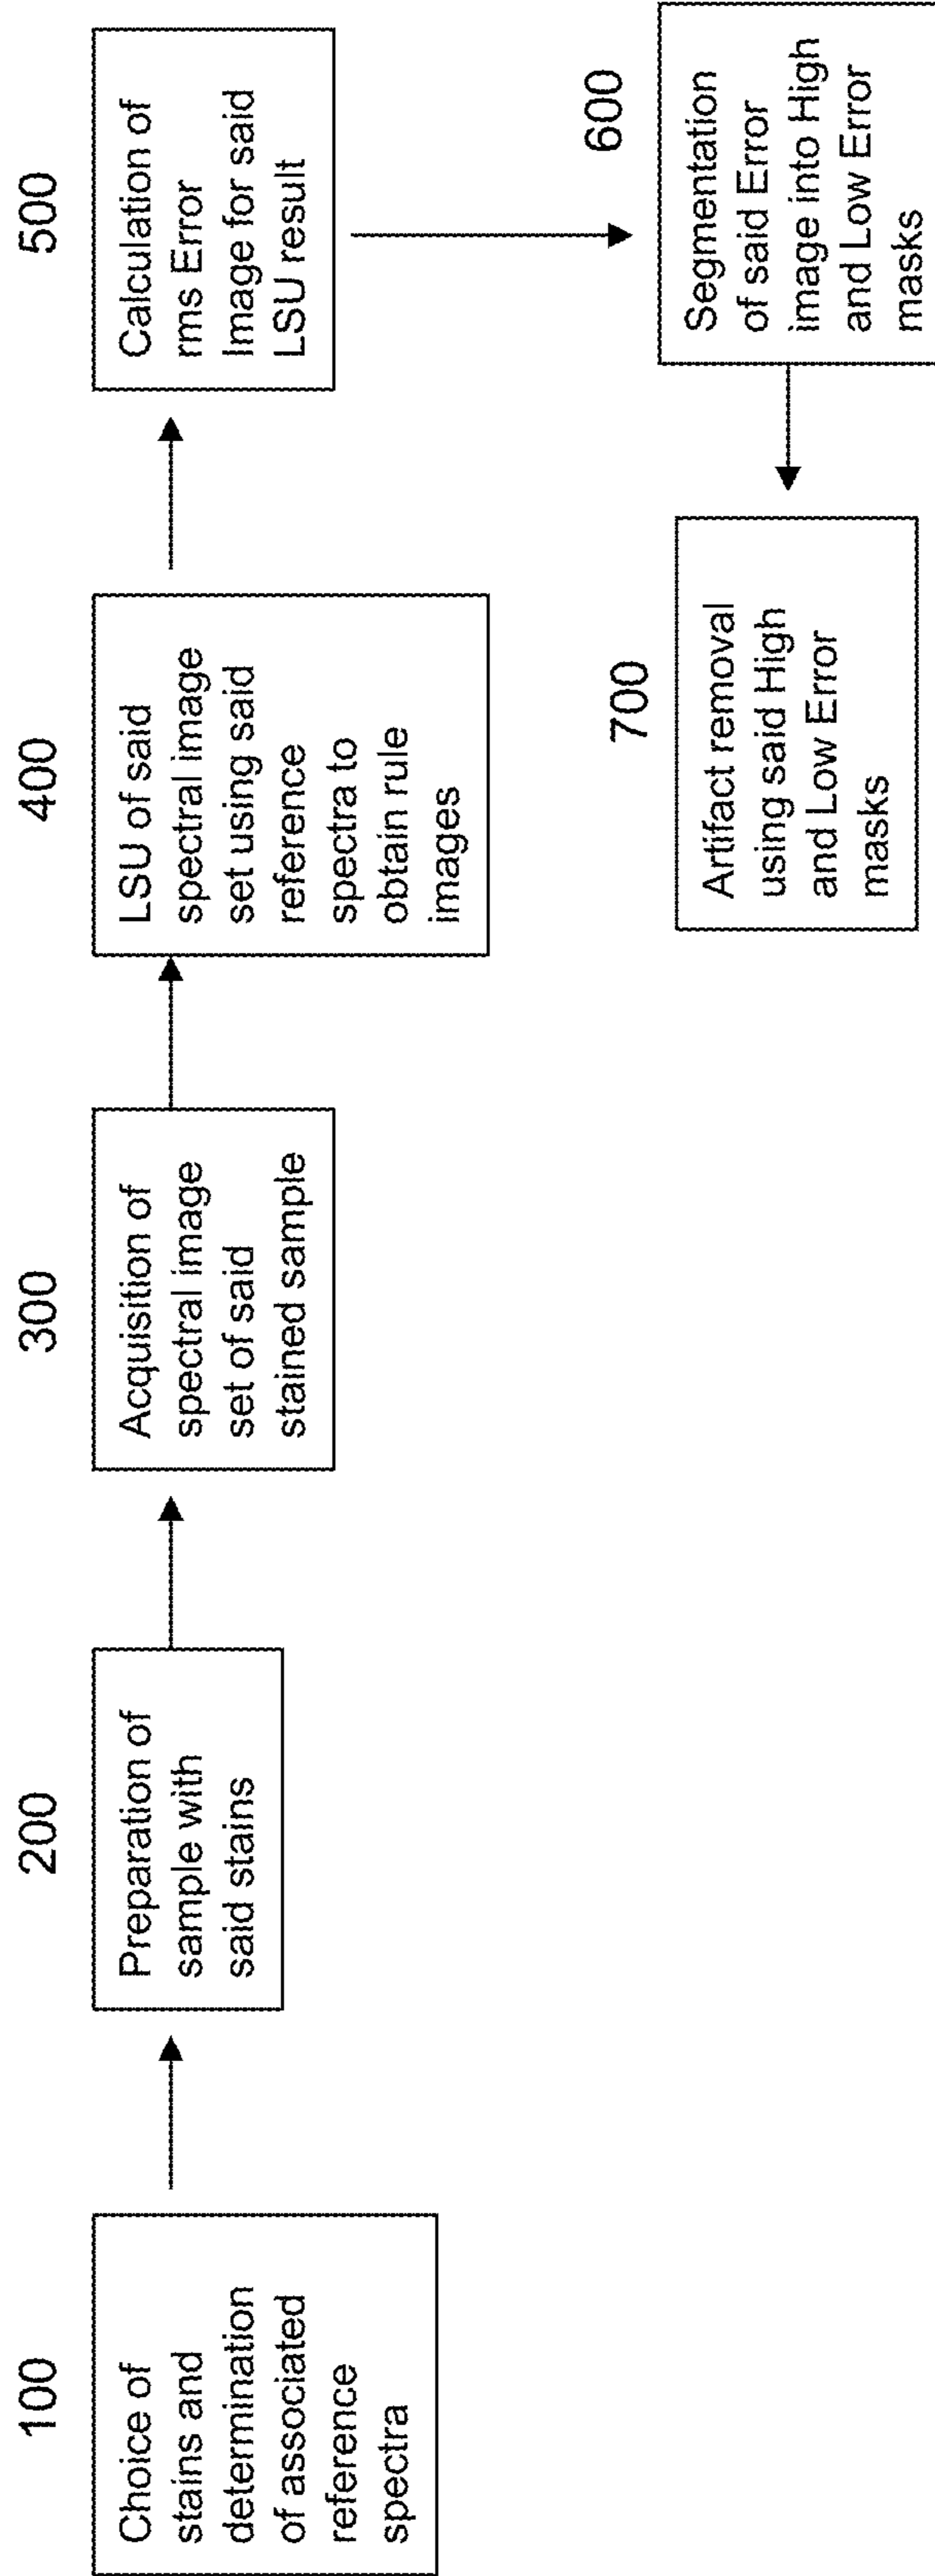 100
Choice of
stains and
determination
of associated
reference
spectra
200
Preparation of
sample with
said stains
300
Acquisition of
spectral image
set of said
stained sample
400
LSU of said
spectral image
set using said
reference
spectra to
obtain rule
images
500
Calculation of
rms Error
Image for said
LSU result
600
Segmentation
of said Error
image into High
and Low Error
masks
700
Artifact removal
using said High
and Low Error
masks